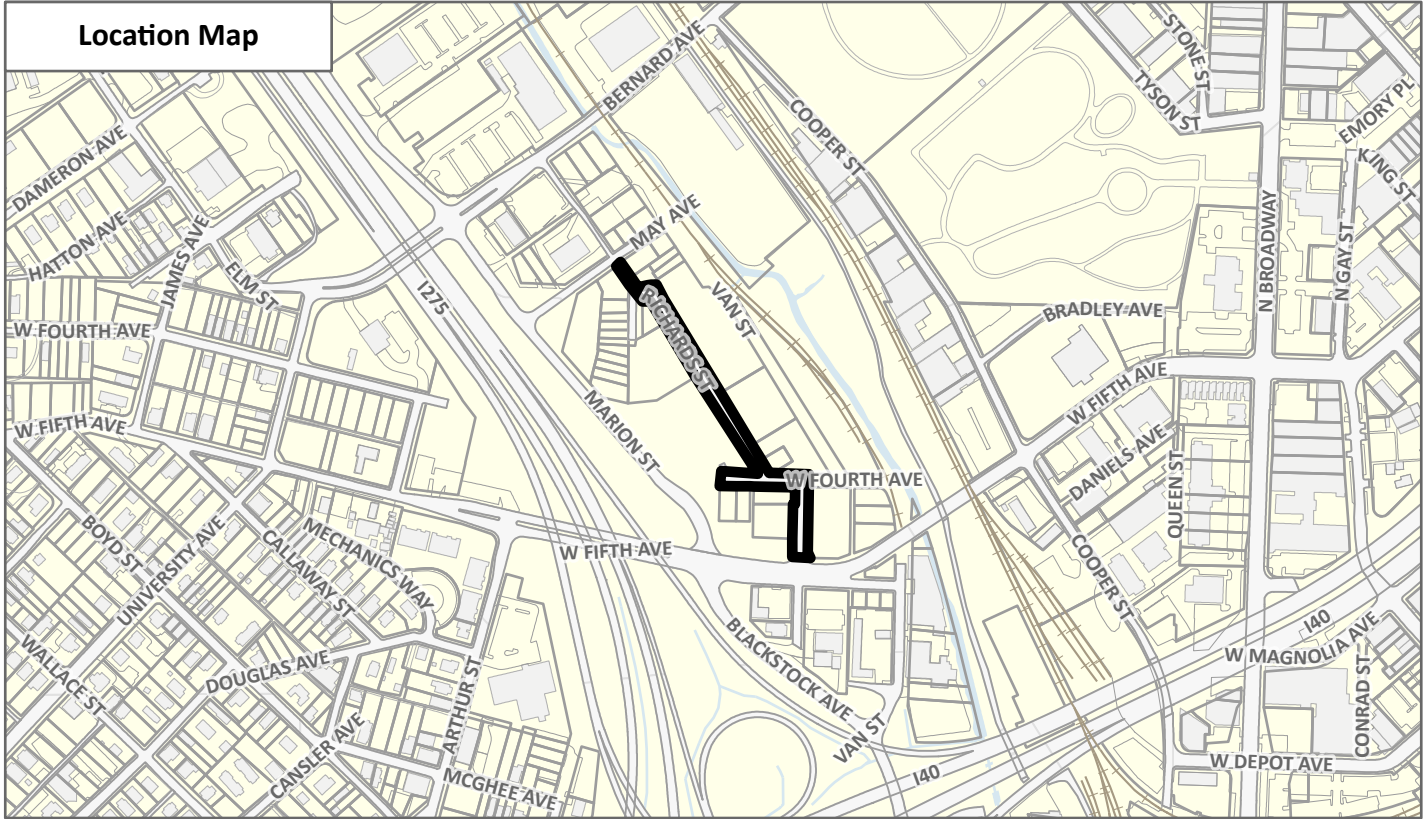 Location Map
STONE ST
TYSON ST
BERNARD AVE
COOPER ST
EMORY PL
KING ST
DAMERON AVE
HATTON AVE
JAMES AVE
ELM ST
MAY AVE
N BROADWAY
N GAY ST
I275
VAN ST
RICHARDS ST
BRADLEY AVE
W FOURTH AVE
W FIFTH AVE
W FIFTH AVE
MARION ST
W FOURTH AVE
DANIELS AVE
QUEEN ST
BOYD ST
UNIVERSITY AVE
MECHANICS WAY
CALLAWAY ST
W FIFTH AVE
COOPER ST
WALLACE ST
DOUGLAS AVE
ARTHUR ST
BLACKSTOCK AVE
VAN ST
I40
W MAGNOLIA AVE
CONRAD ST
CANSLER AVE
MCGHEE AVE
I40
W DEPOT AVE